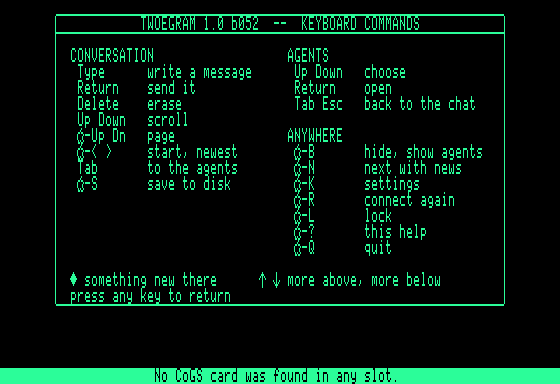 TWOEGRAM 1.0 b052 -- KEYBOARD COMMANDS
CONVERSATION
Type write a message
Return send it
Delete erase
Up Down scroll
-Up Dn page
-< > start, newest
Tab to the agents
-S save to disk
AGENTS
Up Down choose
Return open
Tab Esc back to the chat
ANYWHERE
-B hide, show agents
-N next with news
-K settings
-R connect again
-L lock
-? this help
-Q quit
♦ something new there ↑ ↓ more above, more below
press any key to return
No CoGS card was found in any slot.